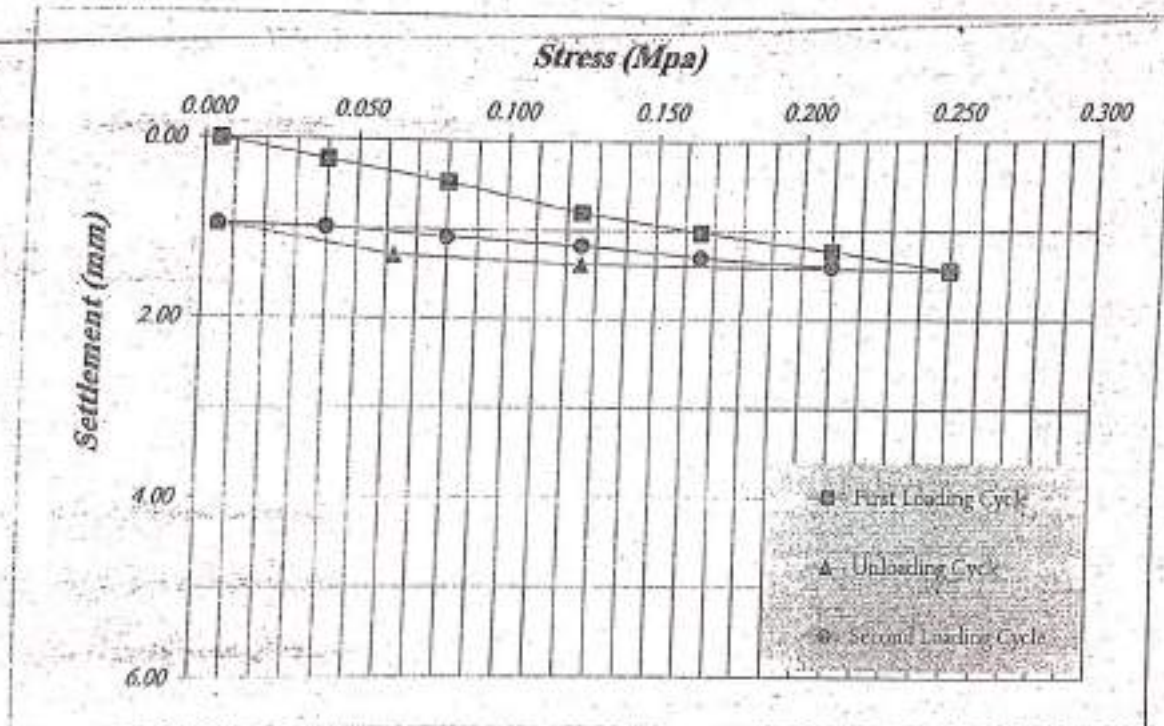 Stress (Mpa)
0.000 0.050 0.100 0.150 0.200 0.250 0.300
0.00
Settlement (mm)
2.00
4.00
6.00
First Loading Cycle
Unloading Cycle
Second Loading Cycle